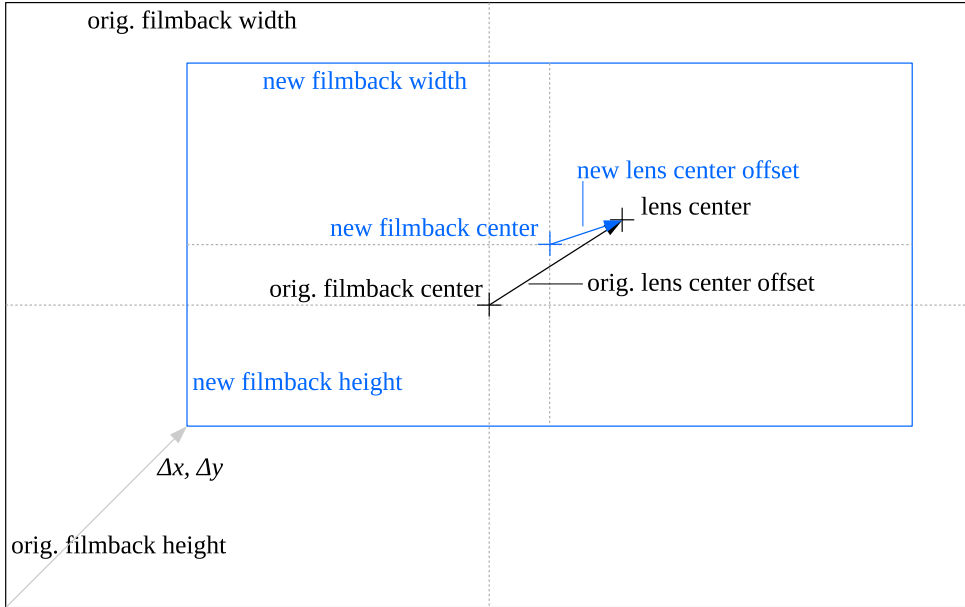 orig. filmback width
new filmback width
new lens center offset
lens center
new filmback center
orig. lens center offset
orig. filmback center
new filmback height
Δx, Δy
orig. filmback height